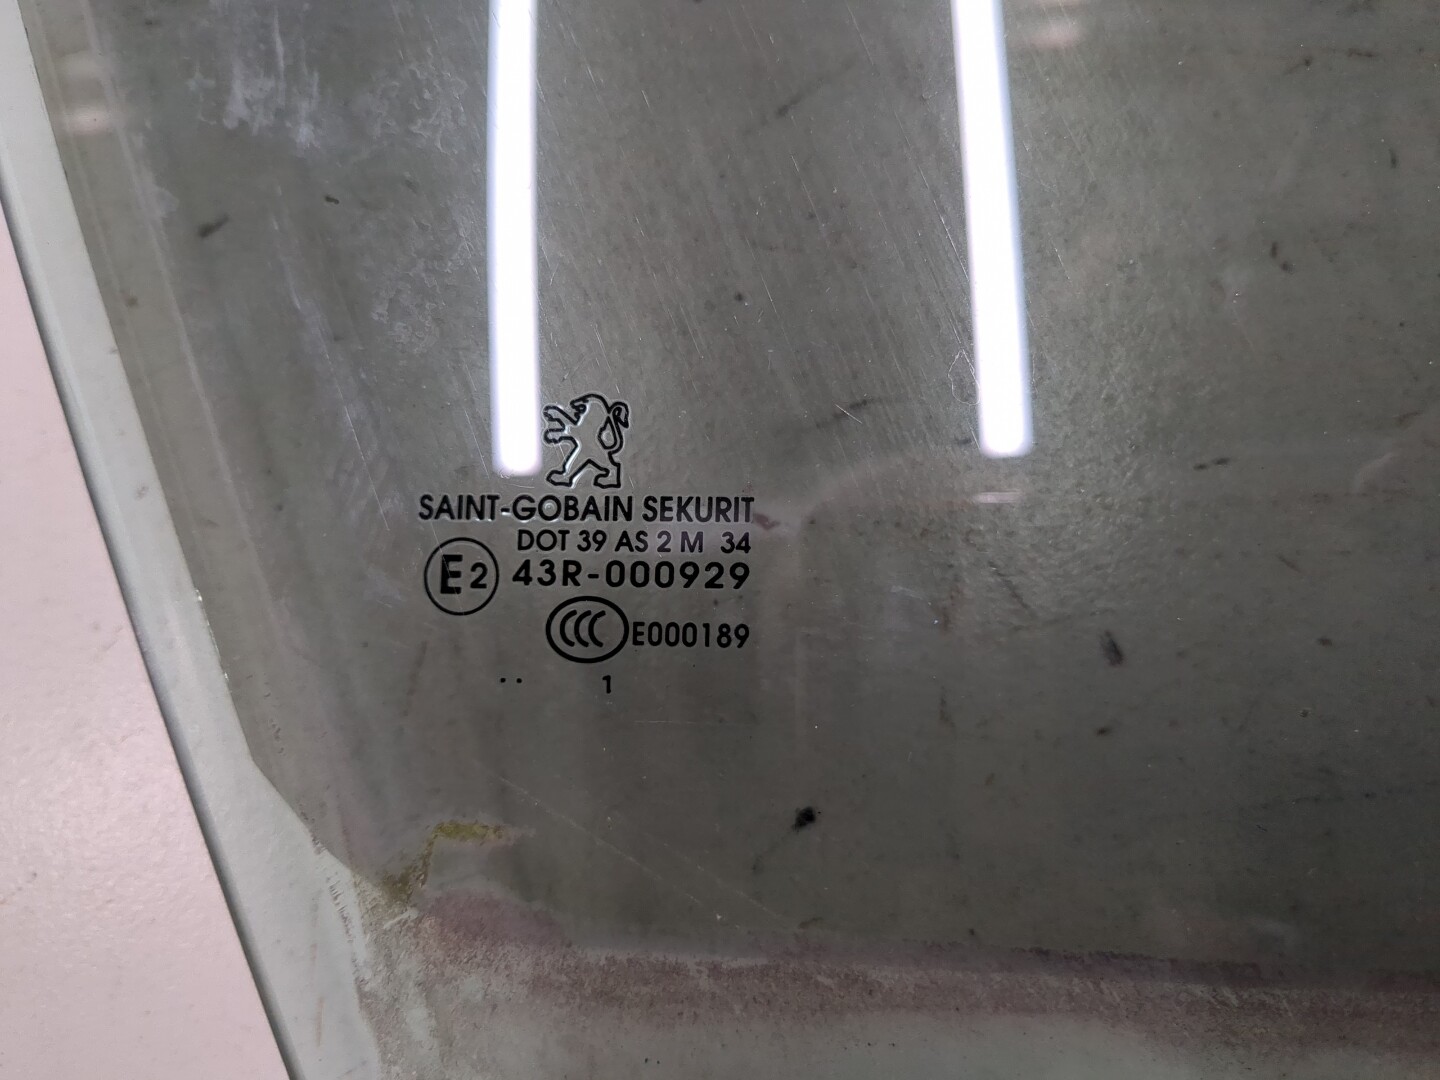 SAINT-GOBAIN SEKURIT
DOT 39 AS 2 M 34
E2 43R-000929
CCC E000189
.. 1